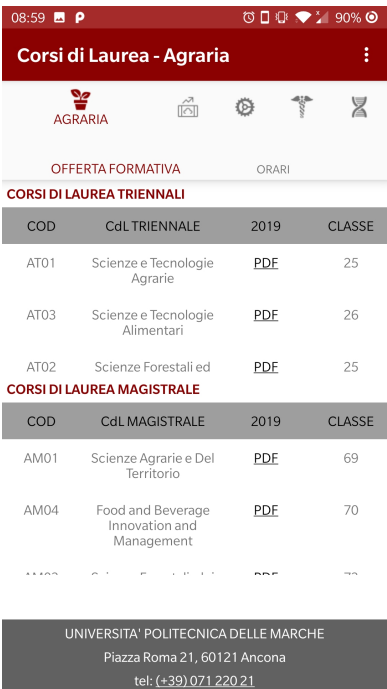 08:59 90%
Corsi di Laurea - Agraria
AGRARIA
OFFERTA FORMATIVA ORARI
CORSI DI LAUREA TRIENNALI
COD CdL TRIENNALE 2019 CLASSE
AT01 Scienze e Tecnologie PDF 25
Agrarie
AT03 Scienze e Tecnologie PDF 26
Alimentari
AT02 Scienze Forestali ed PDF 25
CORSI DI LAUREA MAGISTRALE
COD CdL MAGISTRALE 2019 CLASSE
AM01 Scienze Agrarie e Del PDF 69
Territorio
AM04 Food and Beverage PDF 70
Innovation and
Management
UNIVERSITA' POLITECNICA DELLE MARCHE
Piazza Roma 21, 60121 Ancona
tel: (+39) 071 220 21